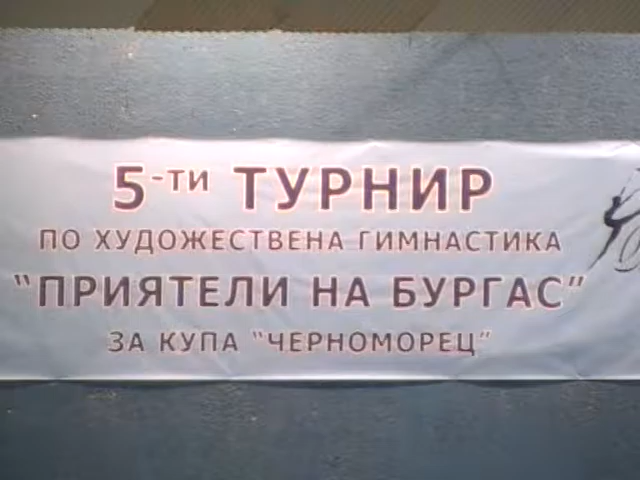 5-ти ТУРНИР
ПО ХУДОЖЕСТВЕНА ГИМНАСТИКА
"ПРИЯТЕЛИ НА БУРГАС"
ЗА КУПА "ЧЕРНОМОРЕЦ"